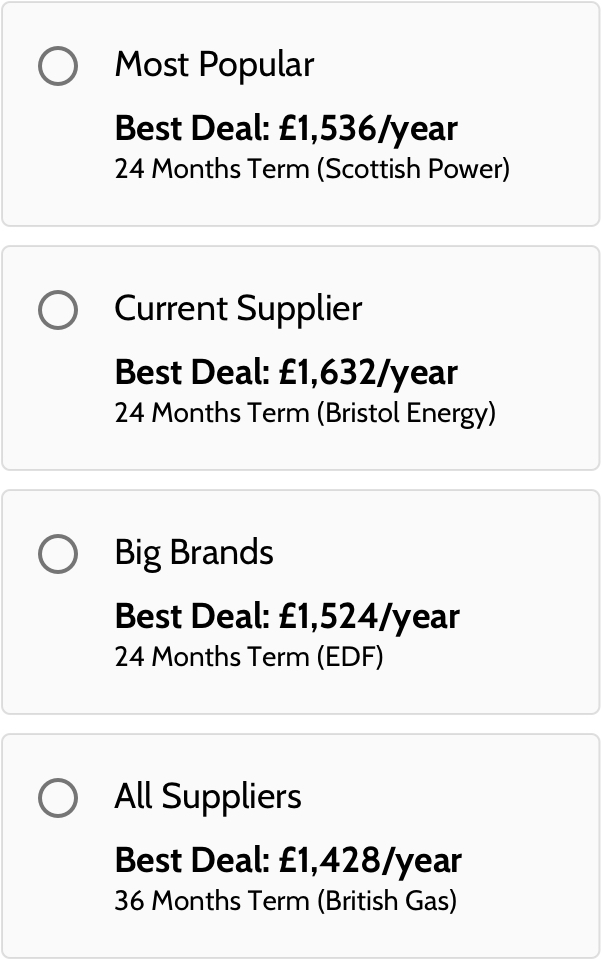 Most Popular
Best Deal: £1,536/year
24 Months Term (Scottish Power)
Current Supplier
Best Deal: £1,632/year
24 Months Term (Bristol Energy)
Big Brands
Best Deal: £1,524/year
24 Months Term (EDF)
All Suppliers
Best Deal: £1,428/year
36 Months Term (British Gas)